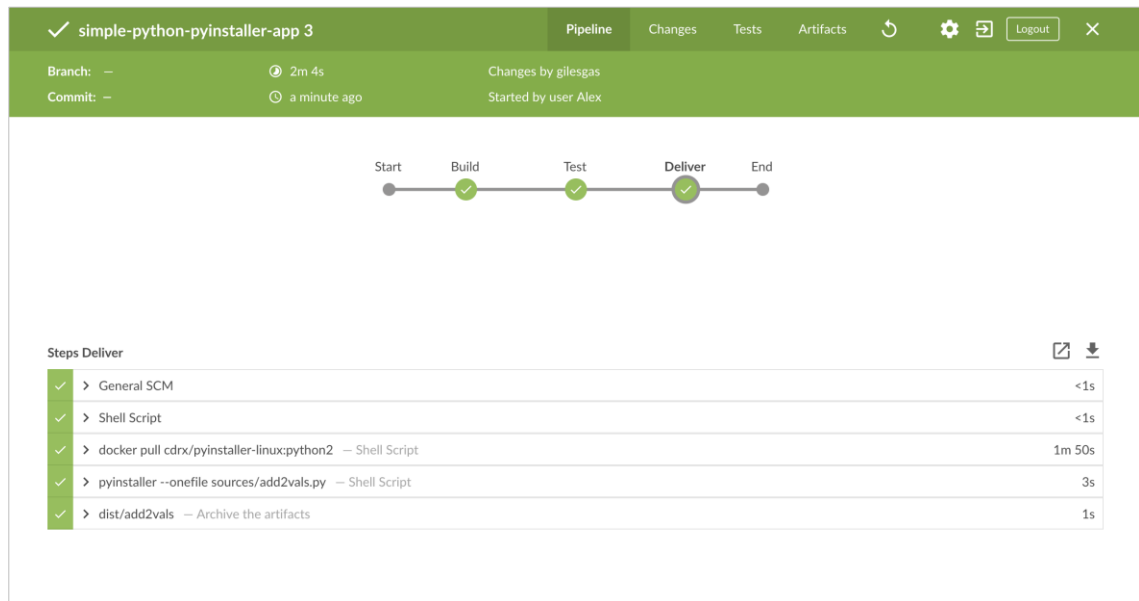 simple-python-pyinstaller-app 3 Pipeline Changes Tests Artifacts Logout
Branch: — 2m 4s Changes by gilesgas
Commit: — a minute ago Started by user Alex
Start Build Test Deliver End
Steps Deliver
General SCM <1s
Shell Script <1s
docker pull cdrx/pyinstaller-linux:python2 — Shell Script 1m 50s
pyinstaller --onefile sources/add2vals.py — Shell Script 3s
dist/add2vals — Archive the artifacts 1s